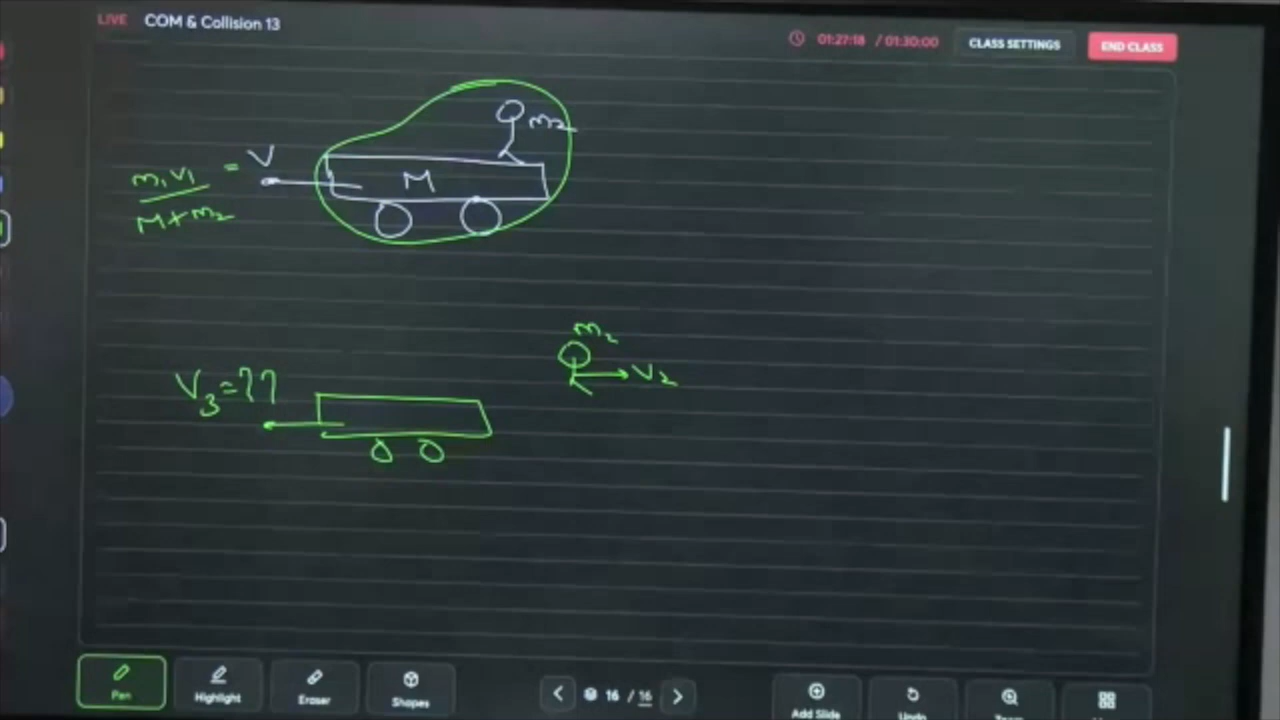 LIVE COM & Collision 13
01:27:18 / 01:30:00 CLASS SETTINGS END CLASS
m₂
m₁v₁ / M+m₂ = V
M
m₂
V₃=??
V₂
Pen Highlight Eraser Shapes 16 / 16 Add Slide Undo